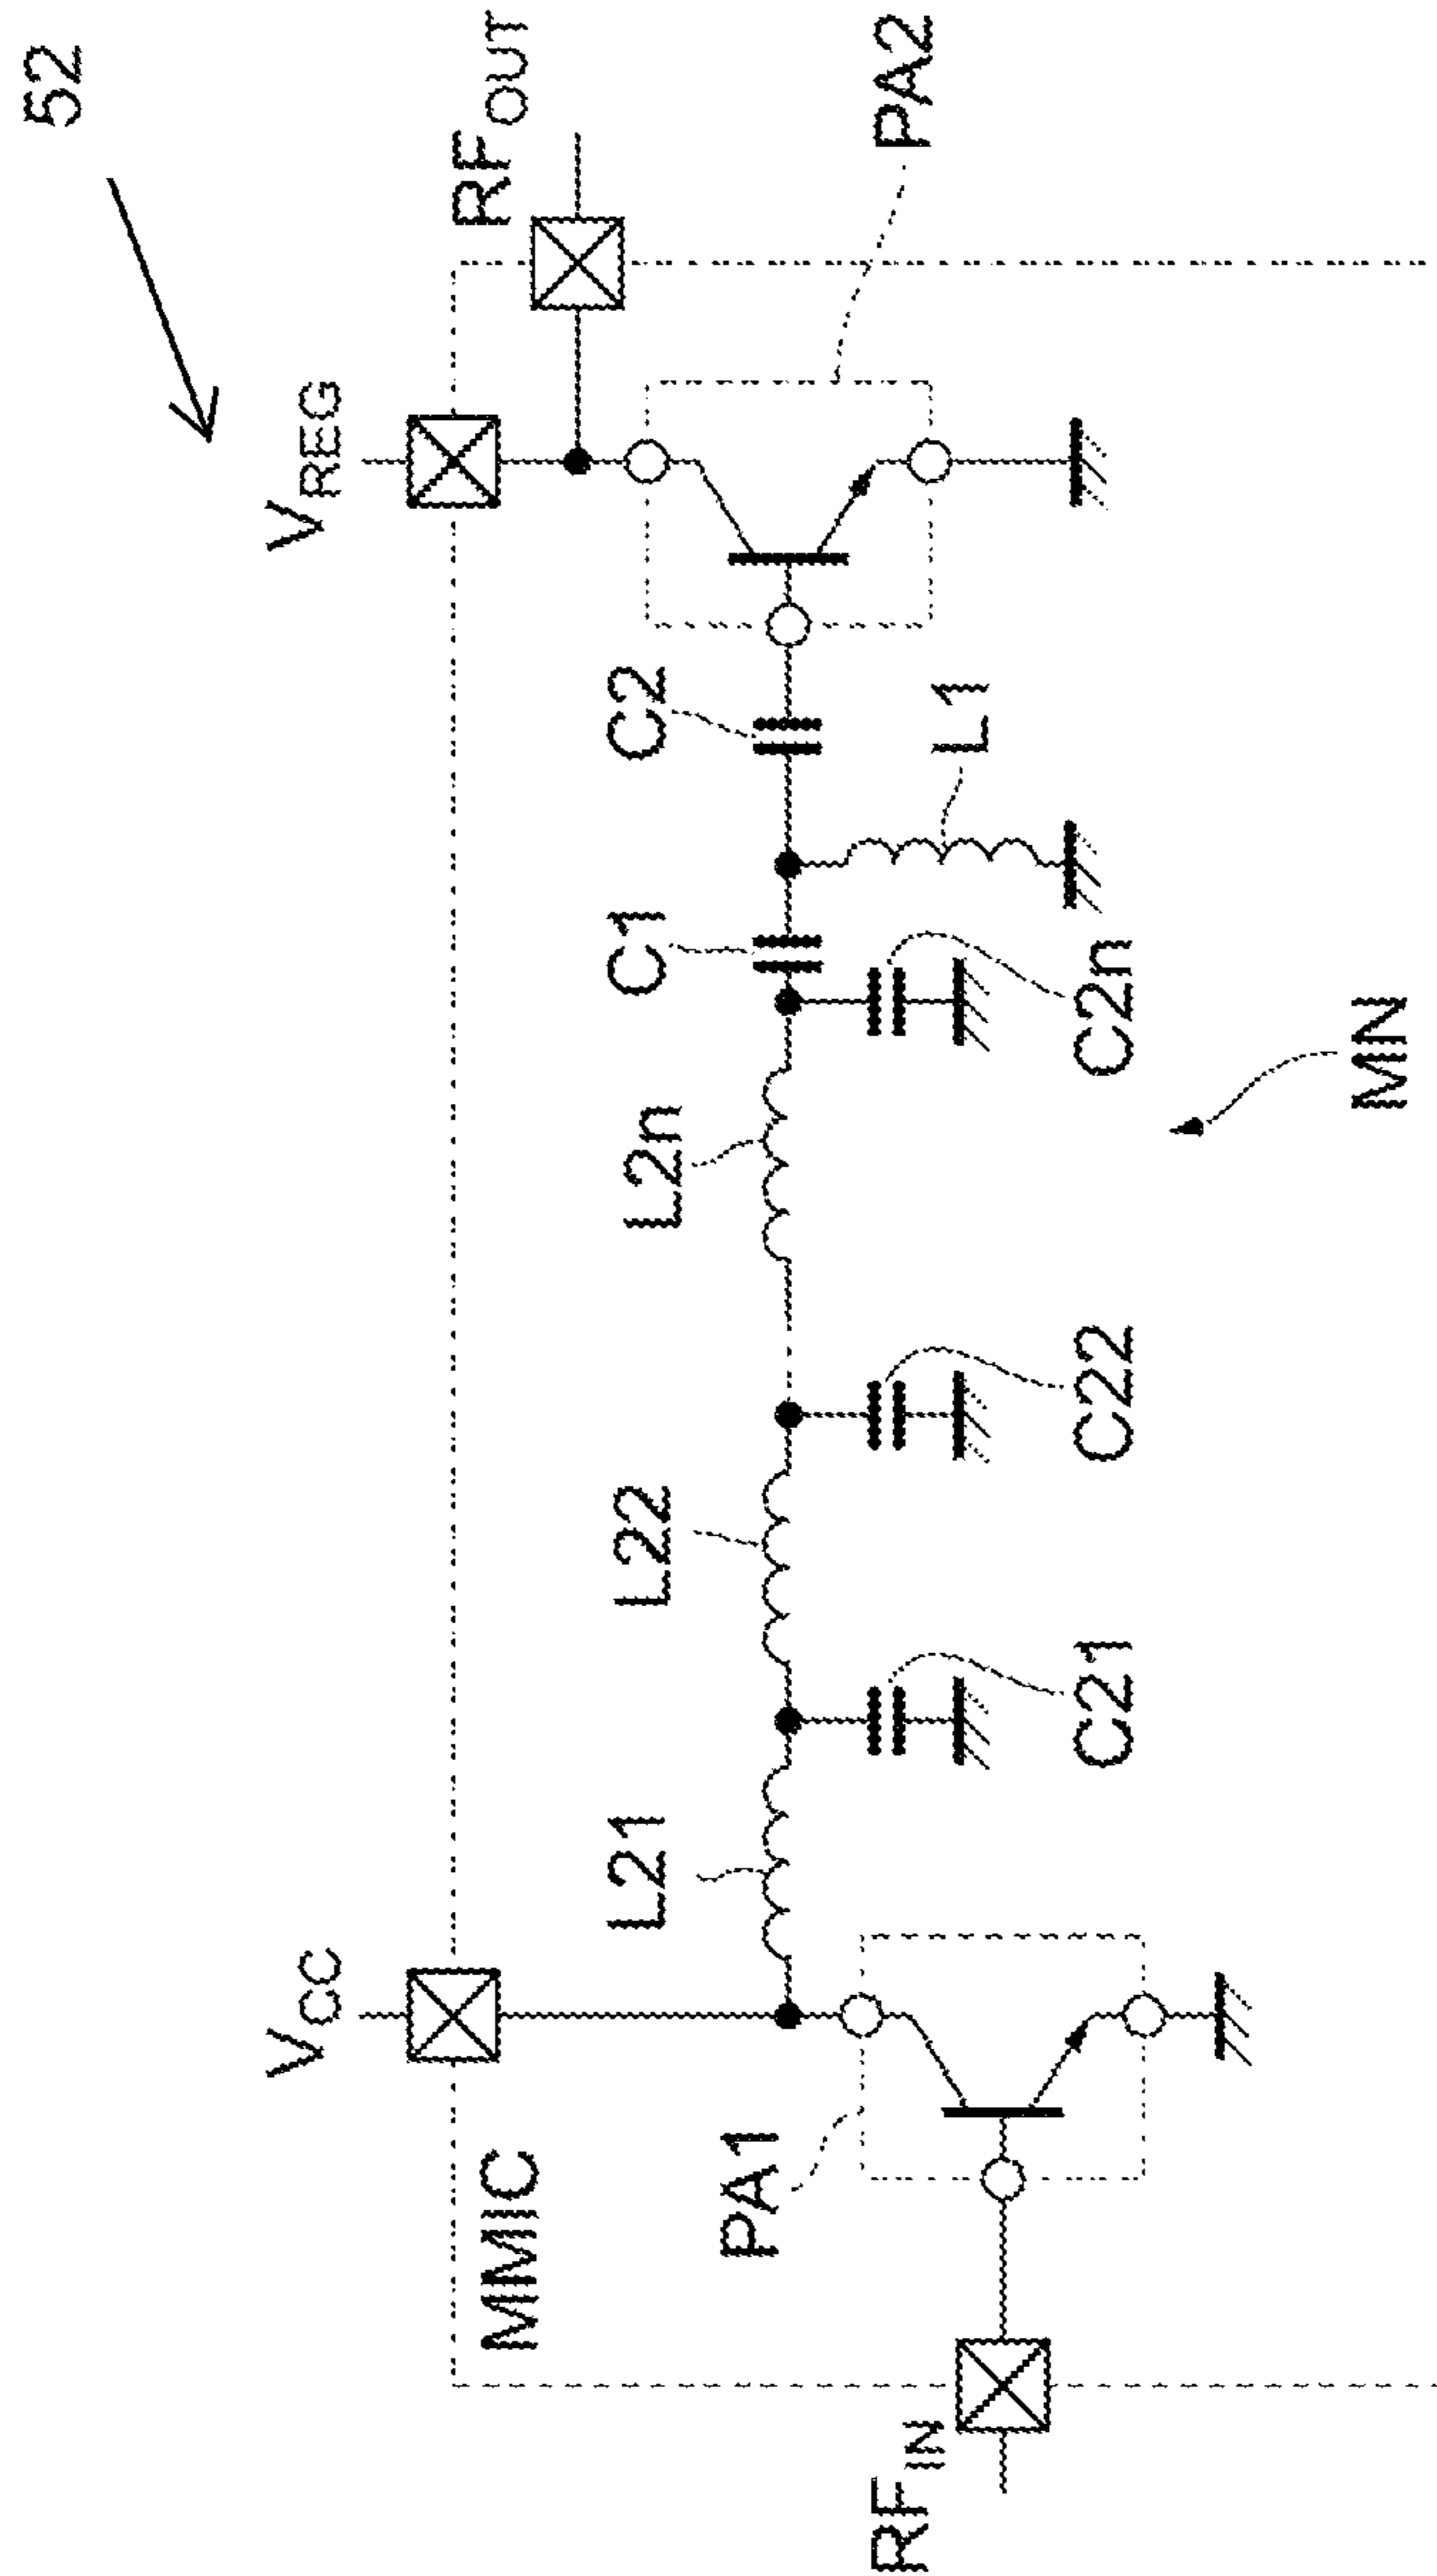 52
V_CC
V_REG
RF_OUT
MMIC
L21
L22
L2n
C1
C2
PA1
PA2
L1
RF_IN
C21
C22
C2n
MN